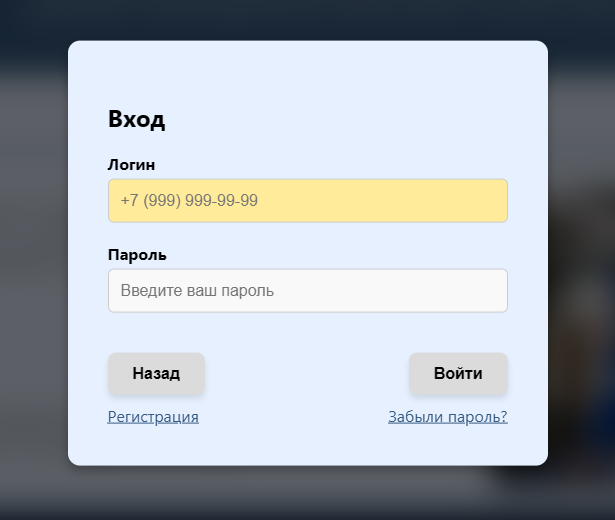 Вход
Логин
+7 (999) 999-99-99
Пароль
Введите ваш пароль
Назад Войти
Регистрация Забыли пароль?